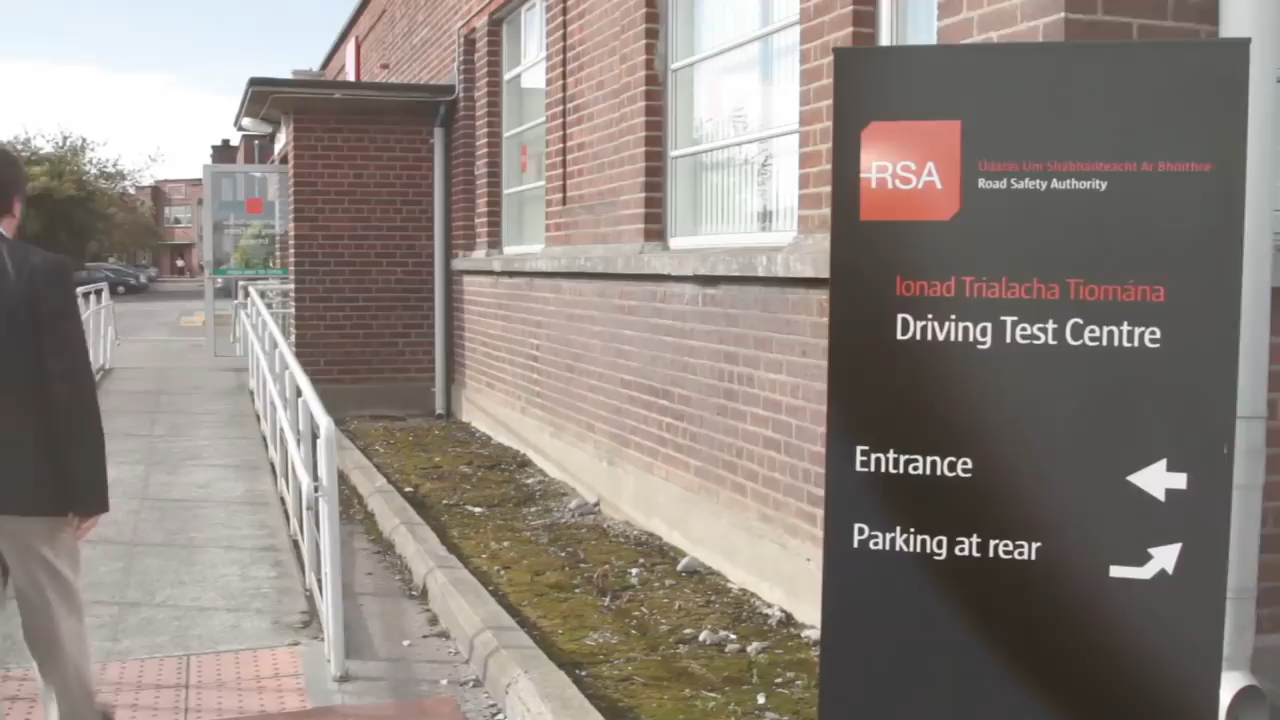 RSA
Údarás Um Shábháilteacht Ar Bhóithre
Road Safety Authority
Ionad Trialacha Tiomána
Driving Test Centre
Entrance
Parking at rear